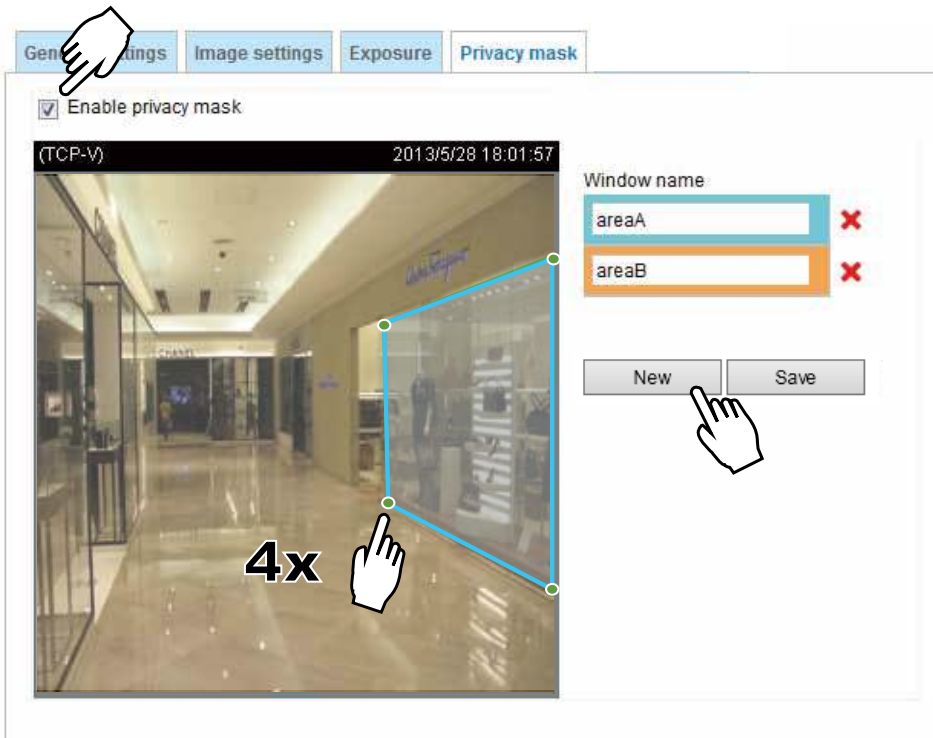 Image settings
Exposure
Privacy mask
Enable privacy mask
(TCP-V)
2013/5/28 18:01:57
Window name
areaA
areaB
New
Save
CHANEL
4x